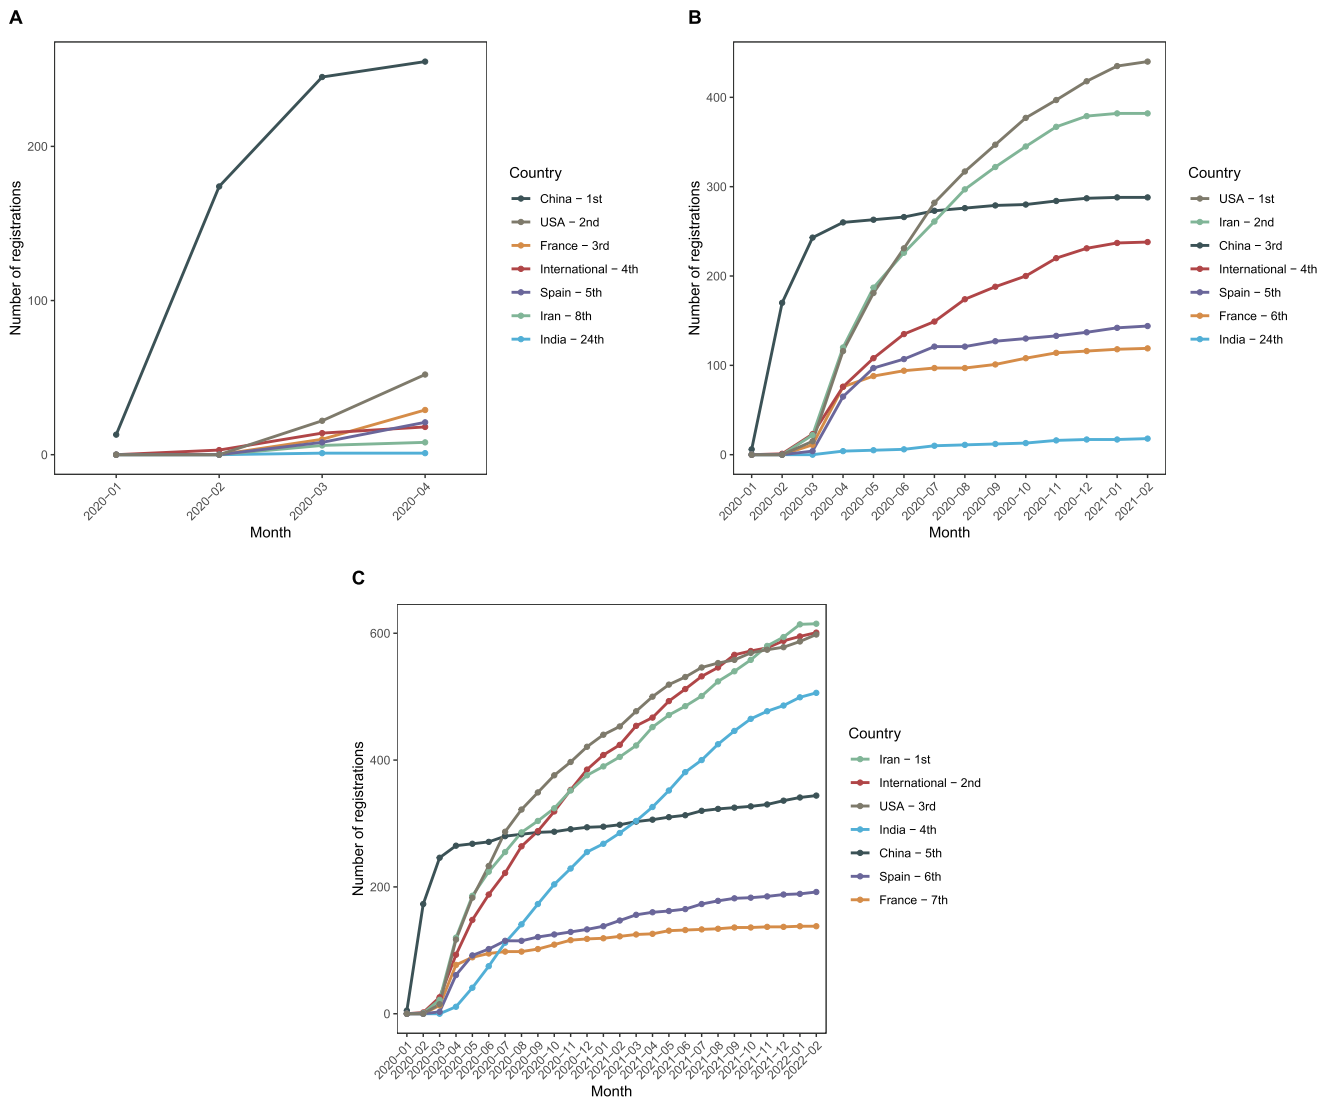 A
Number of registrations
200
100
0
2020−01
2020−02
2020−03
2020−04
Month
Country
China − 1st
USA − 2nd
France − 3rd
International − 4th
Spain − 5th
Iran − 8th
India − 24th
B
Number of registrations
400
300
200
100
0
2020−01
2020−02
2020−03
2020−04
2020−05
2020−06
2020−07
2020−08
2020−09
2020−10
2020−11
2020−12
2021−01
2021−02
Month
Country
USA − 1st
Iran − 2nd
China − 3rd
International − 4th
Spain − 5th
France − 6th
India − 24th
C
Number of registrations
600
400
200
0
2020−01
2020−02
2020−03
2020−04
2020−05
2020−06
2020−07
2020−08
2020−09
2020−10
2020−11
2020−12
2021−01
2021−02
2021−03
2021−04
2021−05
2021−06
2021−07
2021−08
2021−09
2021−10
2021−11
2021−12
2022−01
2022−02
Month
Country
Iran − 1st
International − 2nd
USA − 3rd
India − 4th
China − 5th
Spain − 6th
France − 7th